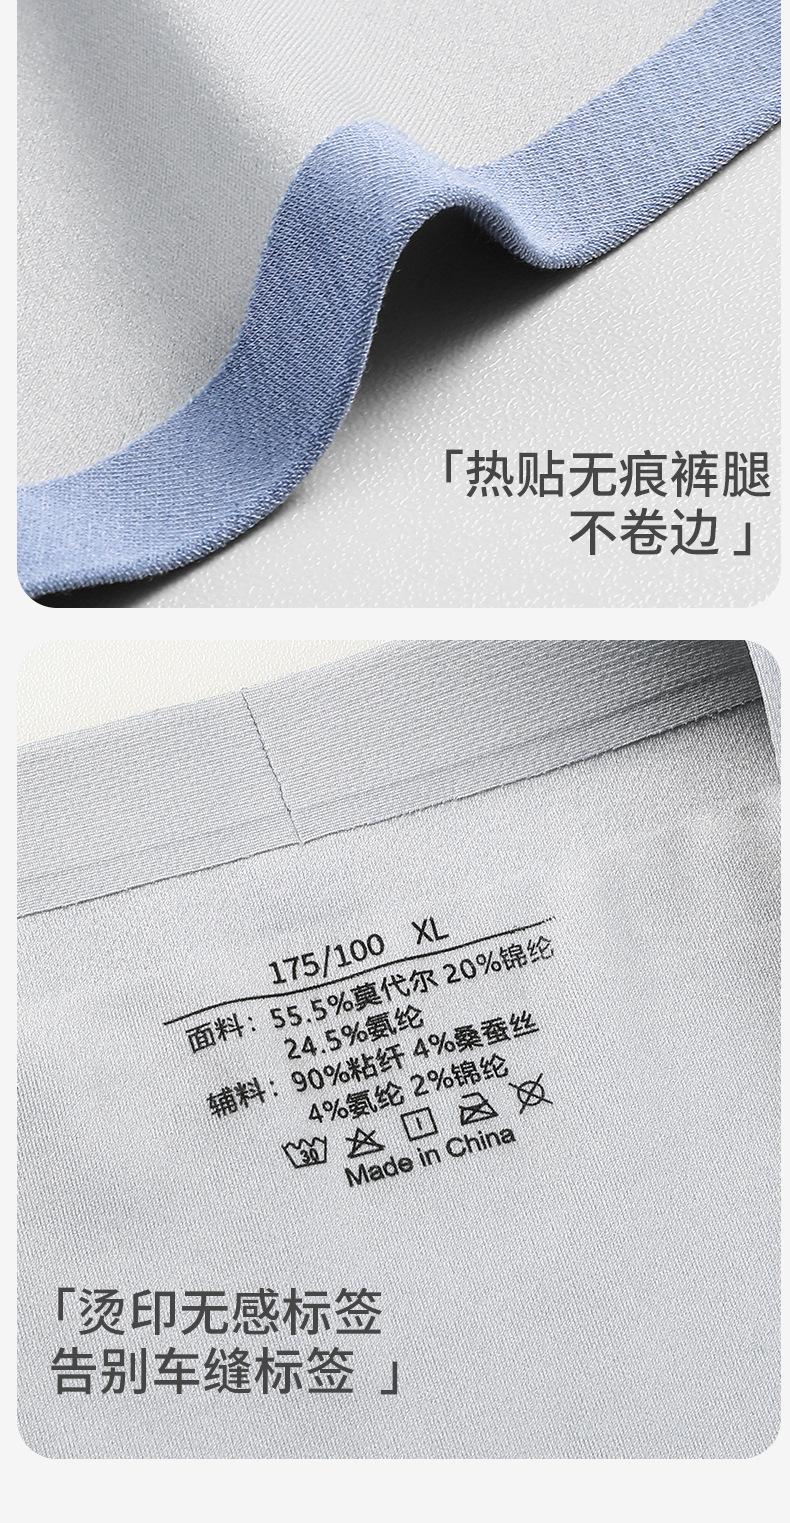 「热贴无痕裤腿
不卷边」
175/100 XL
面料：55.5%莫代尔 20%锦纶
24.5%氨纶
辅料：90%粘纤 4%桑蚕丝
4%氨纶 2%锦纶
30
Made in China
「烫印无感标签
告别车缝标签」